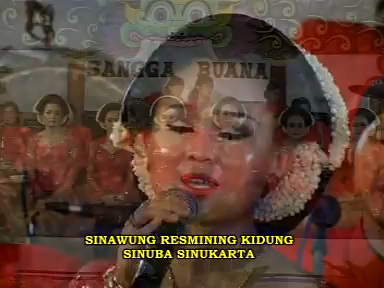 SANGGA BUANA
SINAWUNG RESMINING KIDUNG
SINUBA SINUKARTA